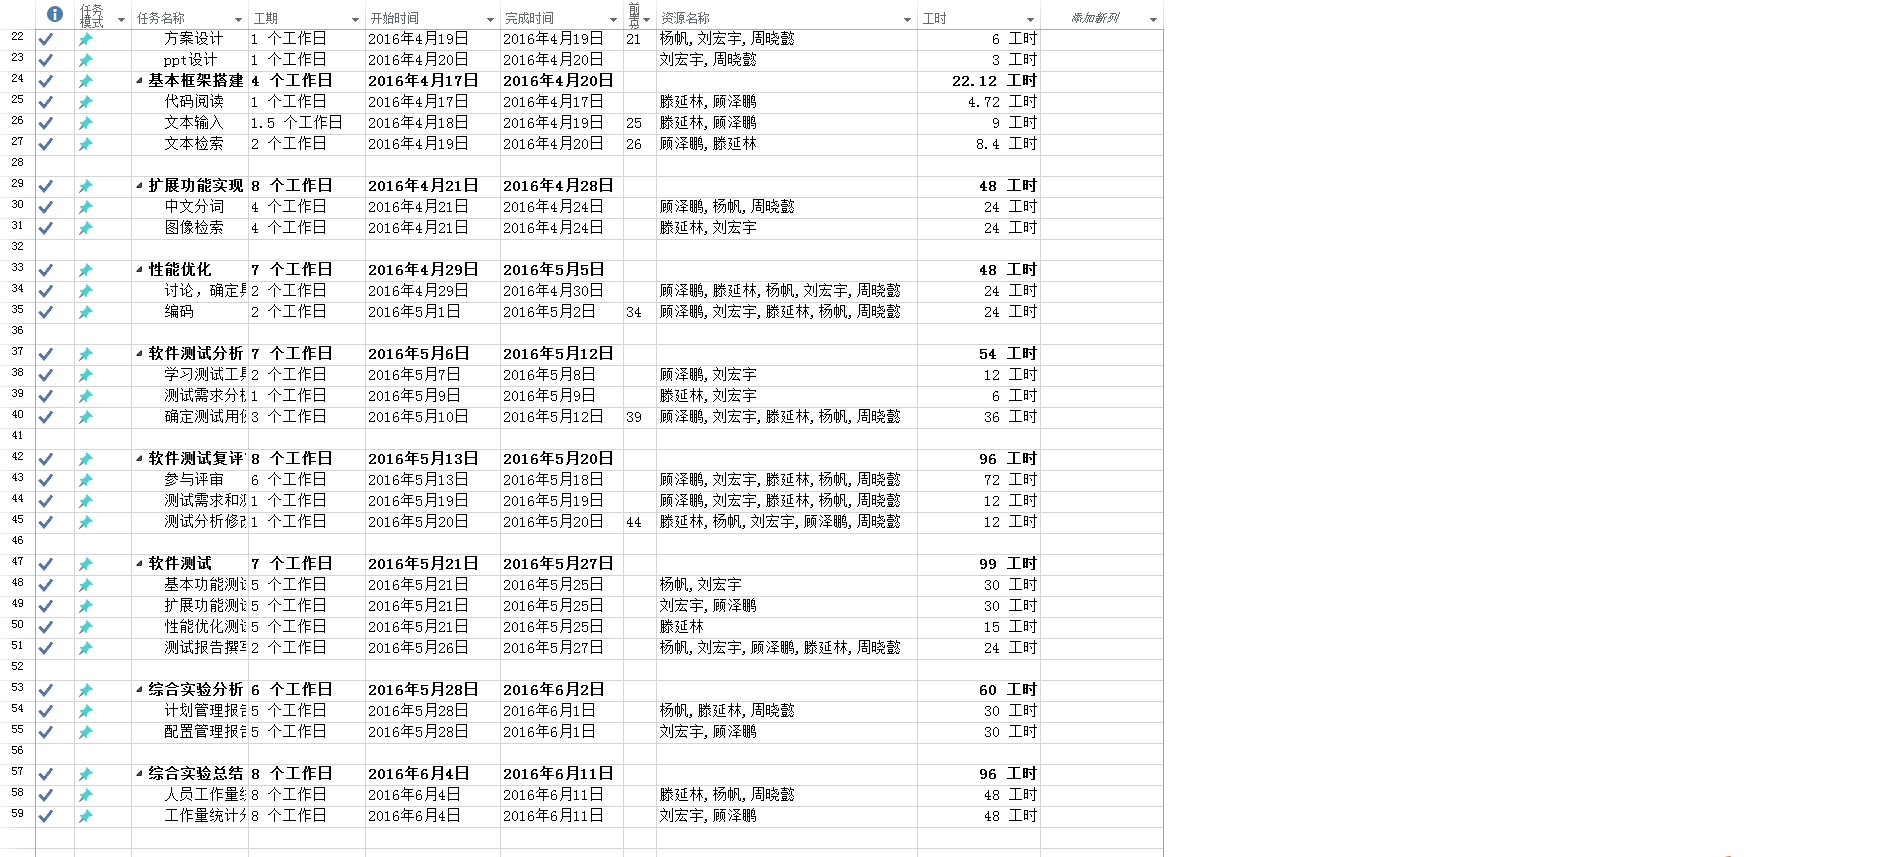 任务模式 任务名称 工期 开始时间 完成时间 前置 资源名称 工时 添加新列
22 方案设计 1 个工作日 2016年4月19日 2016年4月19日 21 杨帆,刘宏宇,周晓懿 6 工时
23 ppt设计 1 个工作日 2016年4月20日 2016年4月20日 刘宏宇,周晓懿 3 工时
24 基本框架搭建 4 个工作日 2016年4月17日 2016年4月20日 22.12 工时
25 代码阅读 1 个工作日 2016年4月17日 2016年4月17日 滕延林,顾泽鹏 4.72 工时
26 文本输入 1.5 个工作日 2016年4月18日 2016年4月19日 25 滕延林,顾泽鹏 9 工时
27 文本检索 2 个工作日 2016年4月19日 2016年4月20日 26 顾泽鹏,滕延林 8.4 工时
28
29 扩展功能实现 8 个工作日 2016年4月21日 2016年4月28日 48 工时
30 中文分词 4 个工作日 2016年4月21日 2016年4月24日 顾泽鹏,杨帆,周晓懿 24 工时
31 图像检索 4 个工作日 2016年4月21日 2016年4月24日 滕延林,刘宏宇 24 工时
32
33 性能优化 7 个工作日 2016年4月29日 2016年5月5日 48 工时
34 讨论，确定 2 个工作日 2016年4月29日 2016年4月30日 顾泽鹏,滕延林,杨帆,刘宏宇,周晓懿 24 工时
35 编码 2 个工作日 2016年5月1日 2016年5月2日 34 顾泽鹏,刘宏宇,滕延林,杨帆,周晓懿 24 工时
36
37 软件测试分析 7 个工作日 2016年5月6日 2016年5月12日 54 工时
38 学习测试工 2 个工作日 2016年5月7日 2016年5月8日 顾泽鹏,刘宏宇 12 工时
39 测试需求分 1 个工作日 2016年5月9日 2016年5月9日 滕延林,刘宏宇 6 工时
40 确定测试用 3 个工作日 2016年5月10日 2016年5月12日 39 顾泽鹏,刘宏宇,滕延林,杨帆,周晓懿 36 工时
41
42 软件测试复评 8 个工作日 2016年5月13日 2016年5月20日 96 工时
43 参与评审 6 个工作日 2016年5月13日 2016年5月18日 顾泽鹏,刘宏宇,滕延林,杨帆,周晓懿 72 工时
44 测试需求和 1 个工作日 2016年5月19日 2016年5月19日 顾泽鹏,刘宏宇,滕延林,杨帆,周晓懿 12 工时
45 测试分析修 1 个工作日 2016年5月20日 2016年5月20日 44 滕延林,杨帆,刘宏宇,顾泽鹏,周晓懿 12 工时
46
47 软件测试 7 个工作日 2016年5月21日 2016年5月27日 99 工时
48 基本功能测 5 个工作日 2016年5月21日 2016年5月25日 杨帆,刘宏宇 30 工时
49 扩展功能测 5 个工作日 2016年5月21日 2016年5月25日 刘宏宇,顾泽鹏 30 工时
50 性能优化测 5 个工作日 2016年5月21日 2016年5月25日 滕延林 15 工时
51 测试报告撰 2 个工作日 2016年5月26日 2016年5月27日 杨帆,刘宏宇,顾泽鹏,滕延林,周晓懿 24 工时
52
53 综合实验分析 6 个工作日 2016年5月28日 2016年6月2日 60 工时
54 计划管理报 5 个工作日 2016年5月28日 2016年6月1日 杨帆,滕延林,周晓懿 30 工时
55 配置管理报 5 个工作日 2016年5月28日 2016年6月1日 刘宏宇,顾泽鹏 30 工时
56
57 综合实验总结 8 个工作日 2016年6月4日 2016年6月11日 96 工时
58 人员工作量 8 个工作日 2016年6月4日 2016年6月11日 滕延林,杨帆,周晓懿 48 工时
59 工作量统计 8 个工作日 2016年6月4日 2016年6月11日 刘宏宇,顾泽鹏 48 工时